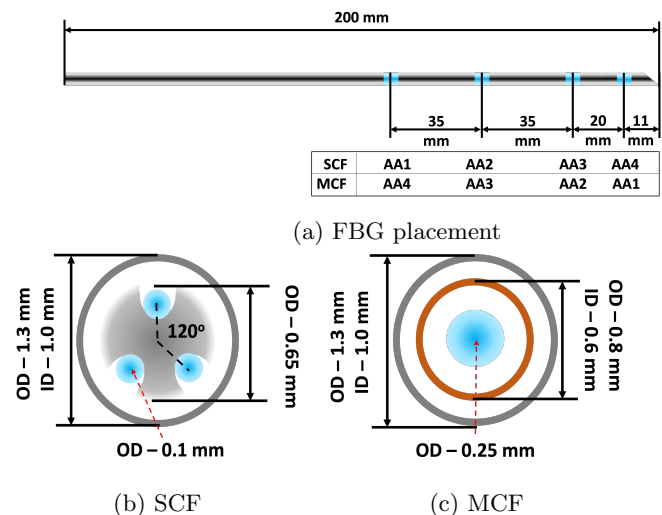 200 mm
35 mm
35 mm
20 mm
11 mm
SCF AA1 AA2 AA3 AA4
MCF AA4 AA3 AA2 AA1
(a) FBG placement
OD – 1.3 mm
ID – 1.0 mm
120º
OD – 0.65 mm
OD – 0.1 mm
(b) SCF
OD – 1.3 mm
ID – 1.0 mm
OD – 0.8 mm
ID – 0.6 mm
OD – 0.25 mm
(c) MCF